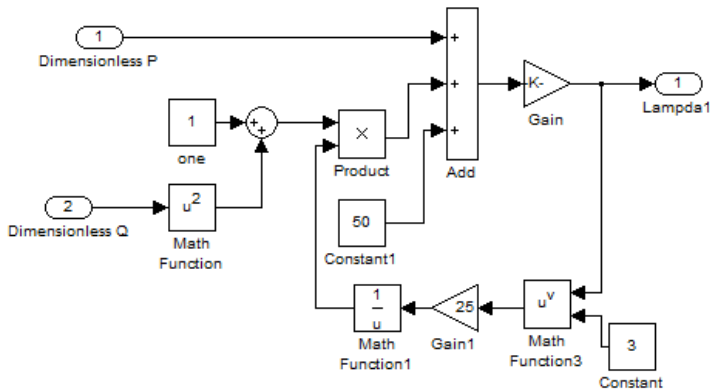 1
Dimensionless P
+
+
+
K-
Gain
1
Lampda1
1
one
+
+
×
Product
Add
2
Dimensionless Q
u²
Math
Function
50
Constant1
1
u
Math
Function1
25
Gain1
uᵛ
Math
Function3
3
Constant